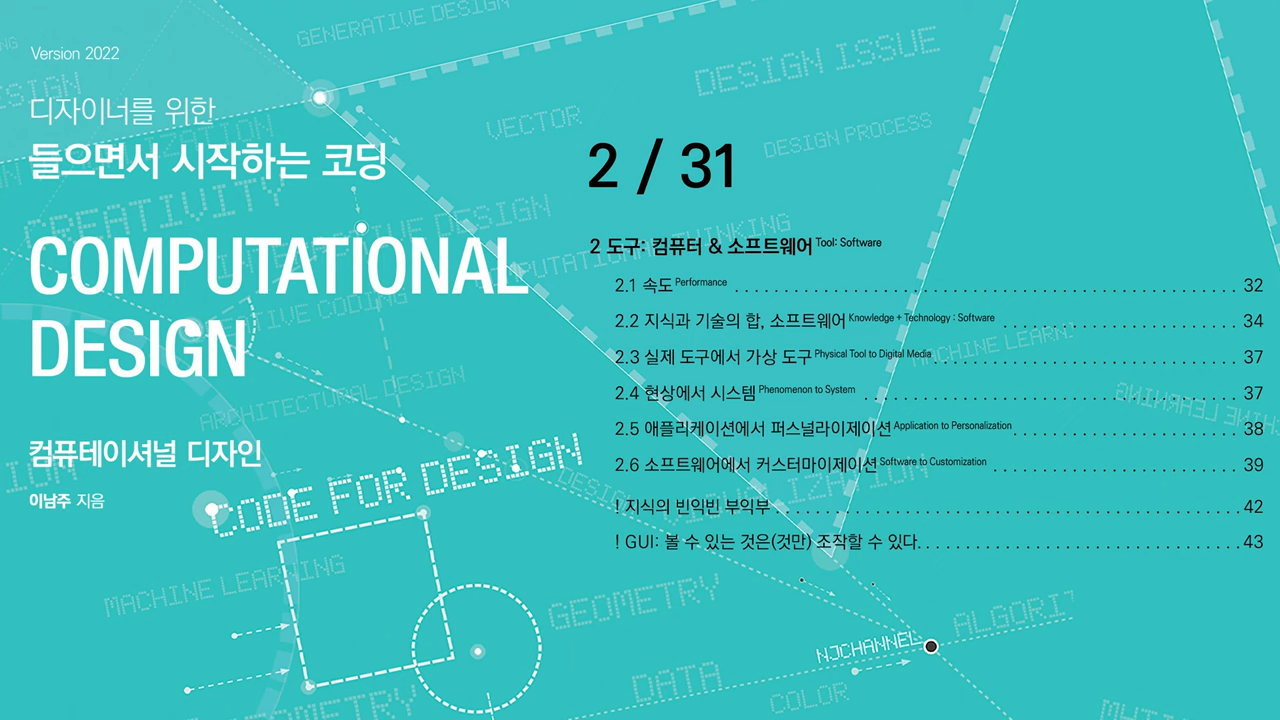 Version 2022
디자이너를 위한
들으면서 시작하는 코딩
COMPUTATIONAL
DESIGN
컴퓨테이셔널 디자인
이남주 지음
2 / 31
2 도구: 컴퓨터 & 소프트웨어 Tool: Software
2.1 속도 Performance 32
2.2 지식과 기술의 합, 소프트웨어 Knowledge + Technology : Software 34
2.3 실제 도구에서 가상 도구 Physical Tool to Digital Media 37
2.4 현상에서 시스템 Phenomenon to System 37
2.5 애플리케이션에서 퍼스널라이제이션 Application to Personalization 38
2.6 소프트웨어에서 커스터마이제이션 Software to Customization 39
! 지식의 빈익빈 부익부 42
! GUI: 볼 수 있는 것은(것만) 조작할 수 있다. 43
GENERATIVE DESIGN
DESIGN ISSUE
VECTOR
DESIGN PROCESS
CREATIVITY
ARCHITECTURAL DESIGN
CODE FOR DESIGN
MACHINE LEARNING
GEOMETRY
NJCHANNEL
ALGORI
DATA
COLOR
GEOMETRY
MACHINE LEARN